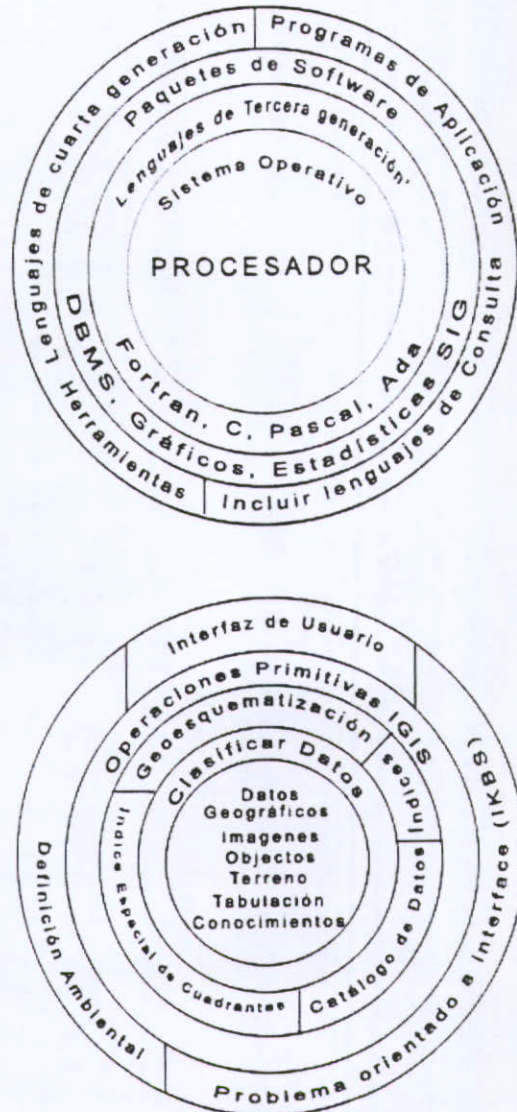 Lenguajes de cuarta generación
Programas de Aplicación
Paquetes de Software
Lenguajes de Tercera generación'
Sistema Operativo
PROCESADOR
Fortran, C, Pascal, Ada
DBMS, Gráficos, Estadísticas SIG
Herramientas
Incluir lenguajes de Consulta
Interfaz de Usuario
Operaciones Primitivas IGIS
Geoesquematización
Indices
Clasificar Datos
Datos
Geográficos
Imagenes
Objectos
Terreno
Tabulación
Conocimientos
Indice Espacial de Cuadrantes
Catálogo de Datos
Definición Ambiental
Problema orientado a interface (IKBS)